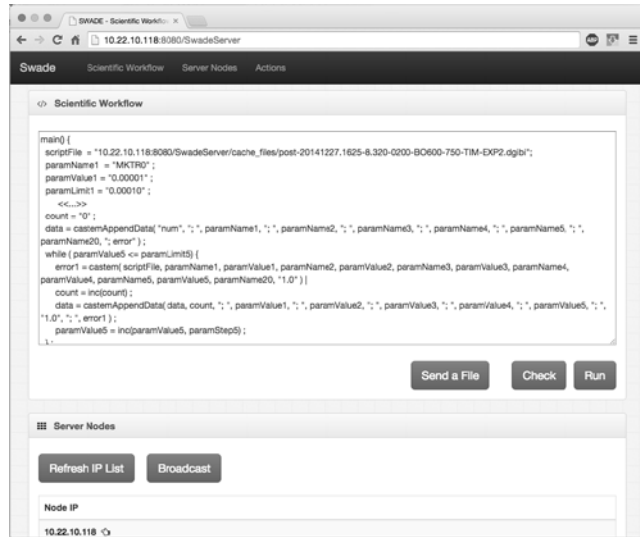 SWADE - Scientific Workflo
10.22.10.118:8080/SwadeServer
Swade Scientific Workflow Server Nodes Actions
</> Scientific Workflow
main() {
scriptFile = "10.22.10.118:8080/SwadeServer/cache_files/post-20141227.1625-8.320-0200-BO600-750-TIM-EXP2.dgibi";
paramName1 = "MKTR0" ;
paramValue1 = "0.00001" ;
paramLimit1 = "0.00010" ;
<<...>>
count = "0" ;
data = castemAppendData( "num", "; ", paramName1, "; ", paramName2, "; ", paramName3, "; ", paramName4, "; ", paramName5, "; ",
paramName20, "; error" ) ;
while ( paramValue5 <= paramLimit5) {
error1 = castem( scriptFile, paramName1, paramValue1, paramName2, paramValue2, paramName3, paramValue3, paramName4,
paramValue4, paramName5, paramValue5, paramName20, "1.0" ) |
count = inc(count) ;
data = castemAppendData( data, count, "; ", paramValue1, "; ", paramValue2, "; ", paramValue3, "; ", paramValue4, "; ", paramValue5, "; ",
"1.0", "; ", error1 ) ;
paramValue5 = inc(paramValue5, paramStep5) ;
Send a File Check Run
Server Nodes
Refresh IP List Broadcast
Node IP
10.22.10.118